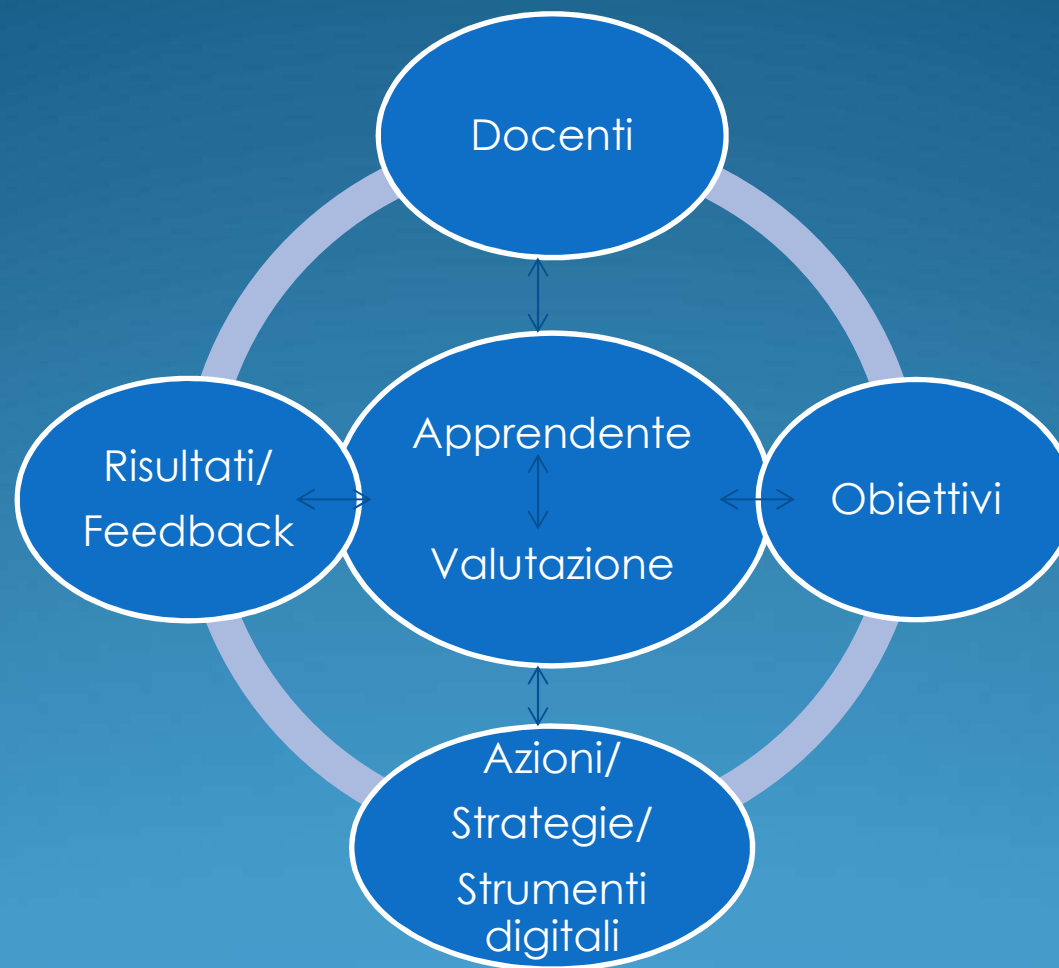 Docenti
Risultati/
Feedback
Apprendente
Valutazione
Obiettivi
Azioni/
Strategie/
Strumenti
digitali